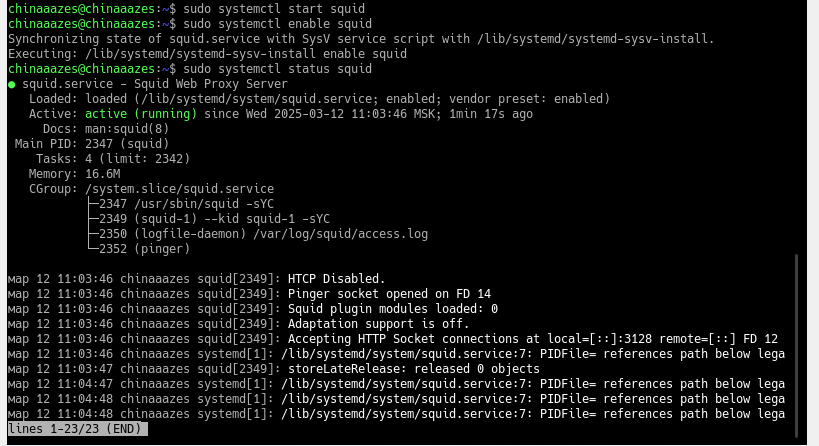 chinaaazes@chinaaazes:~$ sudo systemctl start squid
chinaaazes@chinaaazes:~$ sudo systemctl enable squid
Synchronizing state of squid.service with SysV service script with /lib/systemd/systemd-sysv-install.
Executing: /lib/systemd/systemd-sysv-install enable squid
chinaaazes@chinaaazes:~$ sudo systemctl status squid
● squid.service - Squid Web Proxy Server
Loaded: loaded (/lib/systemd/system/squid.service; enabled; vendor preset: enabled)
Active: active (running) since Wed 2025-03-12 11:03:46 MSK; 1min 17s ago
Docs: man:squid(8)
Main PID: 2347 (squid)
Tasks: 4 (limit: 2342)
Memory: 16.6M
CGroup: /system.slice/squid.service
├─2347 /usr/sbin/squid -sYC
├─2349 (squid-1) --kid squid-1 -sYC
├─2350 (logfile-daemon) /var/log/squid/access.log
└─2352 (pinger)
мар 12 11:03:46 chinaaazes squid[2349]: HTCP Disabled.
мар 12 11:03:46 chinaaazes squid[2349]: Pinger socket opened on FD 14
мар 12 11:03:46 chinaaazes squid[2349]: Squid plugin modules loaded: 0
мар 12 11:03:46 chinaaazes squid[2349]: Adaptation support is off.
мар 12 11:03:46 chinaaazes squid[2349]: Accepting HTTP Socket connections at local=[::]:3128 remote=[::] FD 12
мар 12 11:03:46 chinaaazes systemd[1]: /lib/systemd/system/squid.service:7: PIDFile= references path below lega
мар 12 11:03:47 chinaaazes squid[2349]: storeLateRelease: released 0 objects
мар 12 11:04:47 chinaaazes systemd[1]: /lib/systemd/system/squid.service:7: PIDFile= references path below lega
мар 12 11:04:48 chinaaazes systemd[1]: /lib/systemd/system/squid.service:7: PIDFile= references path below lega
мар 12 11:04:48 chinaaazes systemd[1]: /lib/systemd/system/squid.service:7: PIDFile= references path below lega
lines 1-23/23 (END)